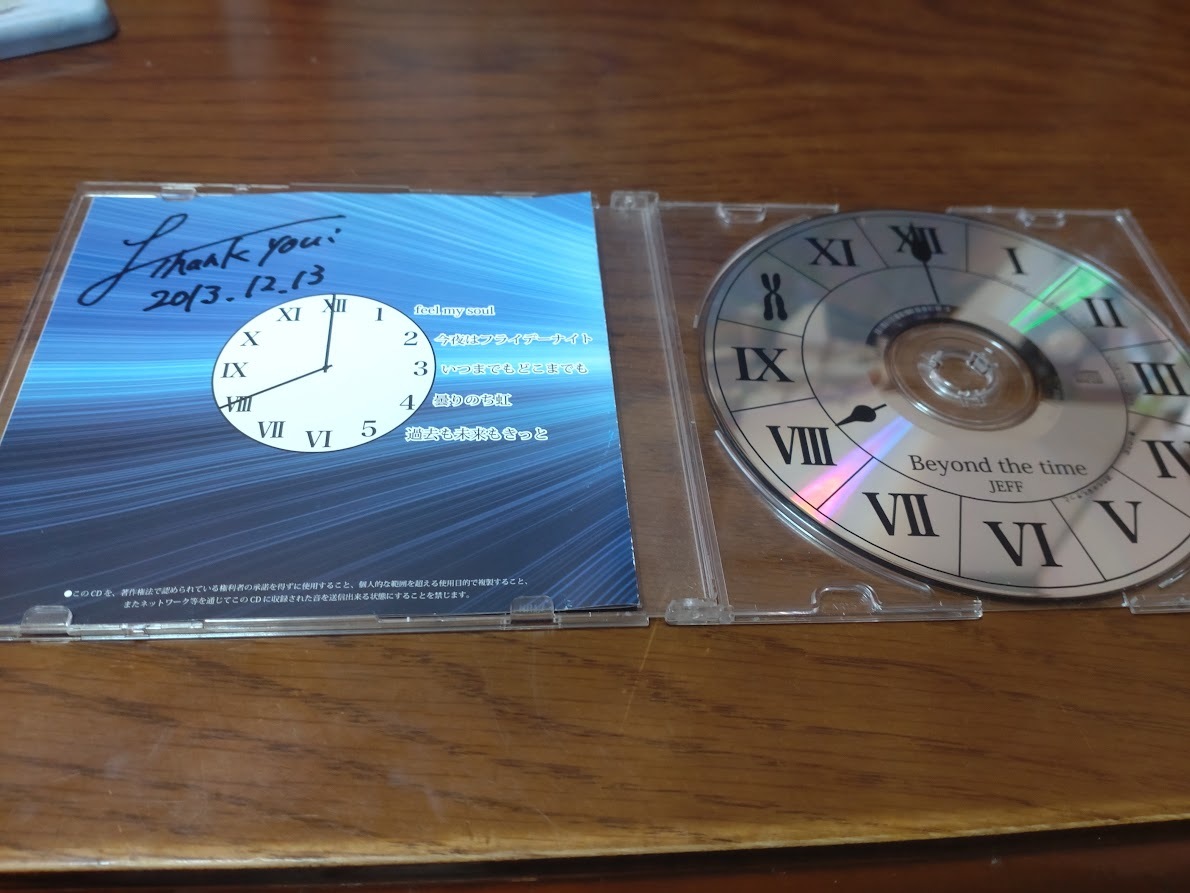 Thank you!
2013.12.13
XII
XI
X
IX
VIII
VII
VI
1 feel my soul
2 今夜はフライデーナイト
3 いつまでもどこまでも
4 曇りのち虹
5 過去も未来もきっと
●このCDを、著作権法で認められている権利者の承諾を得ずに使用すること、個人的な範囲を超える使用目的で複製すること、
またネットワーク等を通じてこのCDに収録された音を送信出来る状態にすることを禁じます。
XII
I
II
III
IV
V
VI
VII
VIII
IX
X
XI
Beyond the time
JEFF